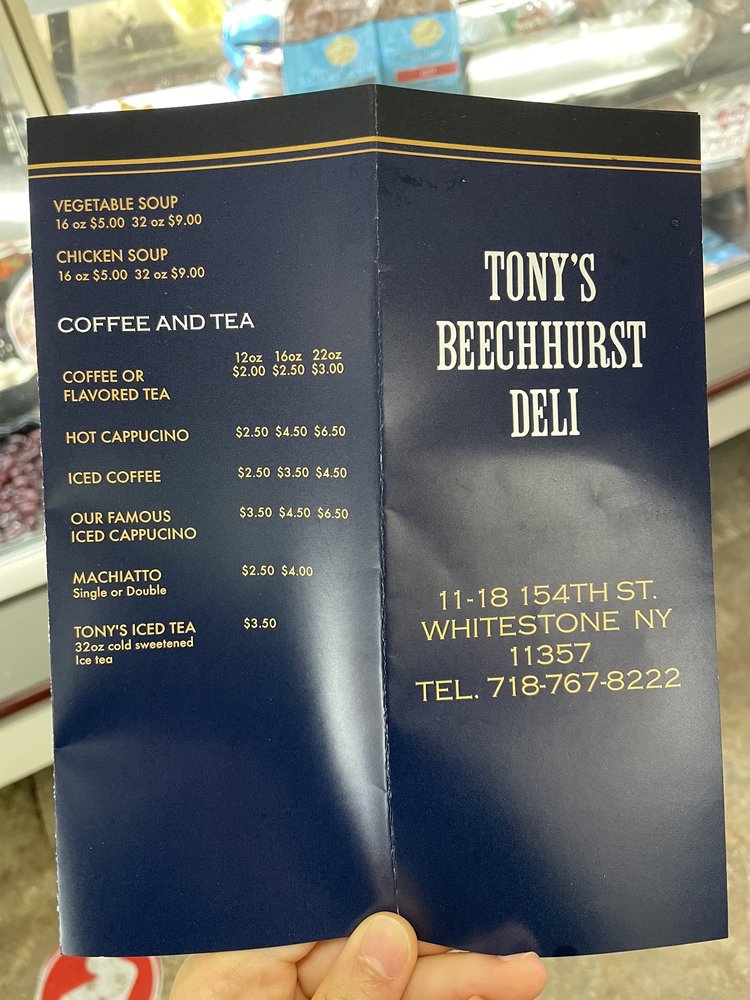 VEGETABLE SOUP
16 oz $5.00 32 oz $9.00
CHICKEN SOUP
16 oz $5.00 32 oz $9.00
COFFEE AND TEA
12oz 16oz 22oz
COFFEE OR $2.00 $2.50 $3.00
FLAVORED TEA
HOT CAPPUCINO $2.50 $4.50 $6.50
ICED COFFEE $2.50 $3.50 $4.50
OUR FAMOUS $3.50 $4.50 $6.50
ICED CAPPUCINO
MACHIATTO $2.50 $4.00
Single or Double
TONY'S ICED TEA $3.50
32oz cold sweetened
Ice tea
TONY'S
BEECHHURST
DELI
11-18 154TH ST.
WHITESTONE NY
11357
TEL. 718-767-8222